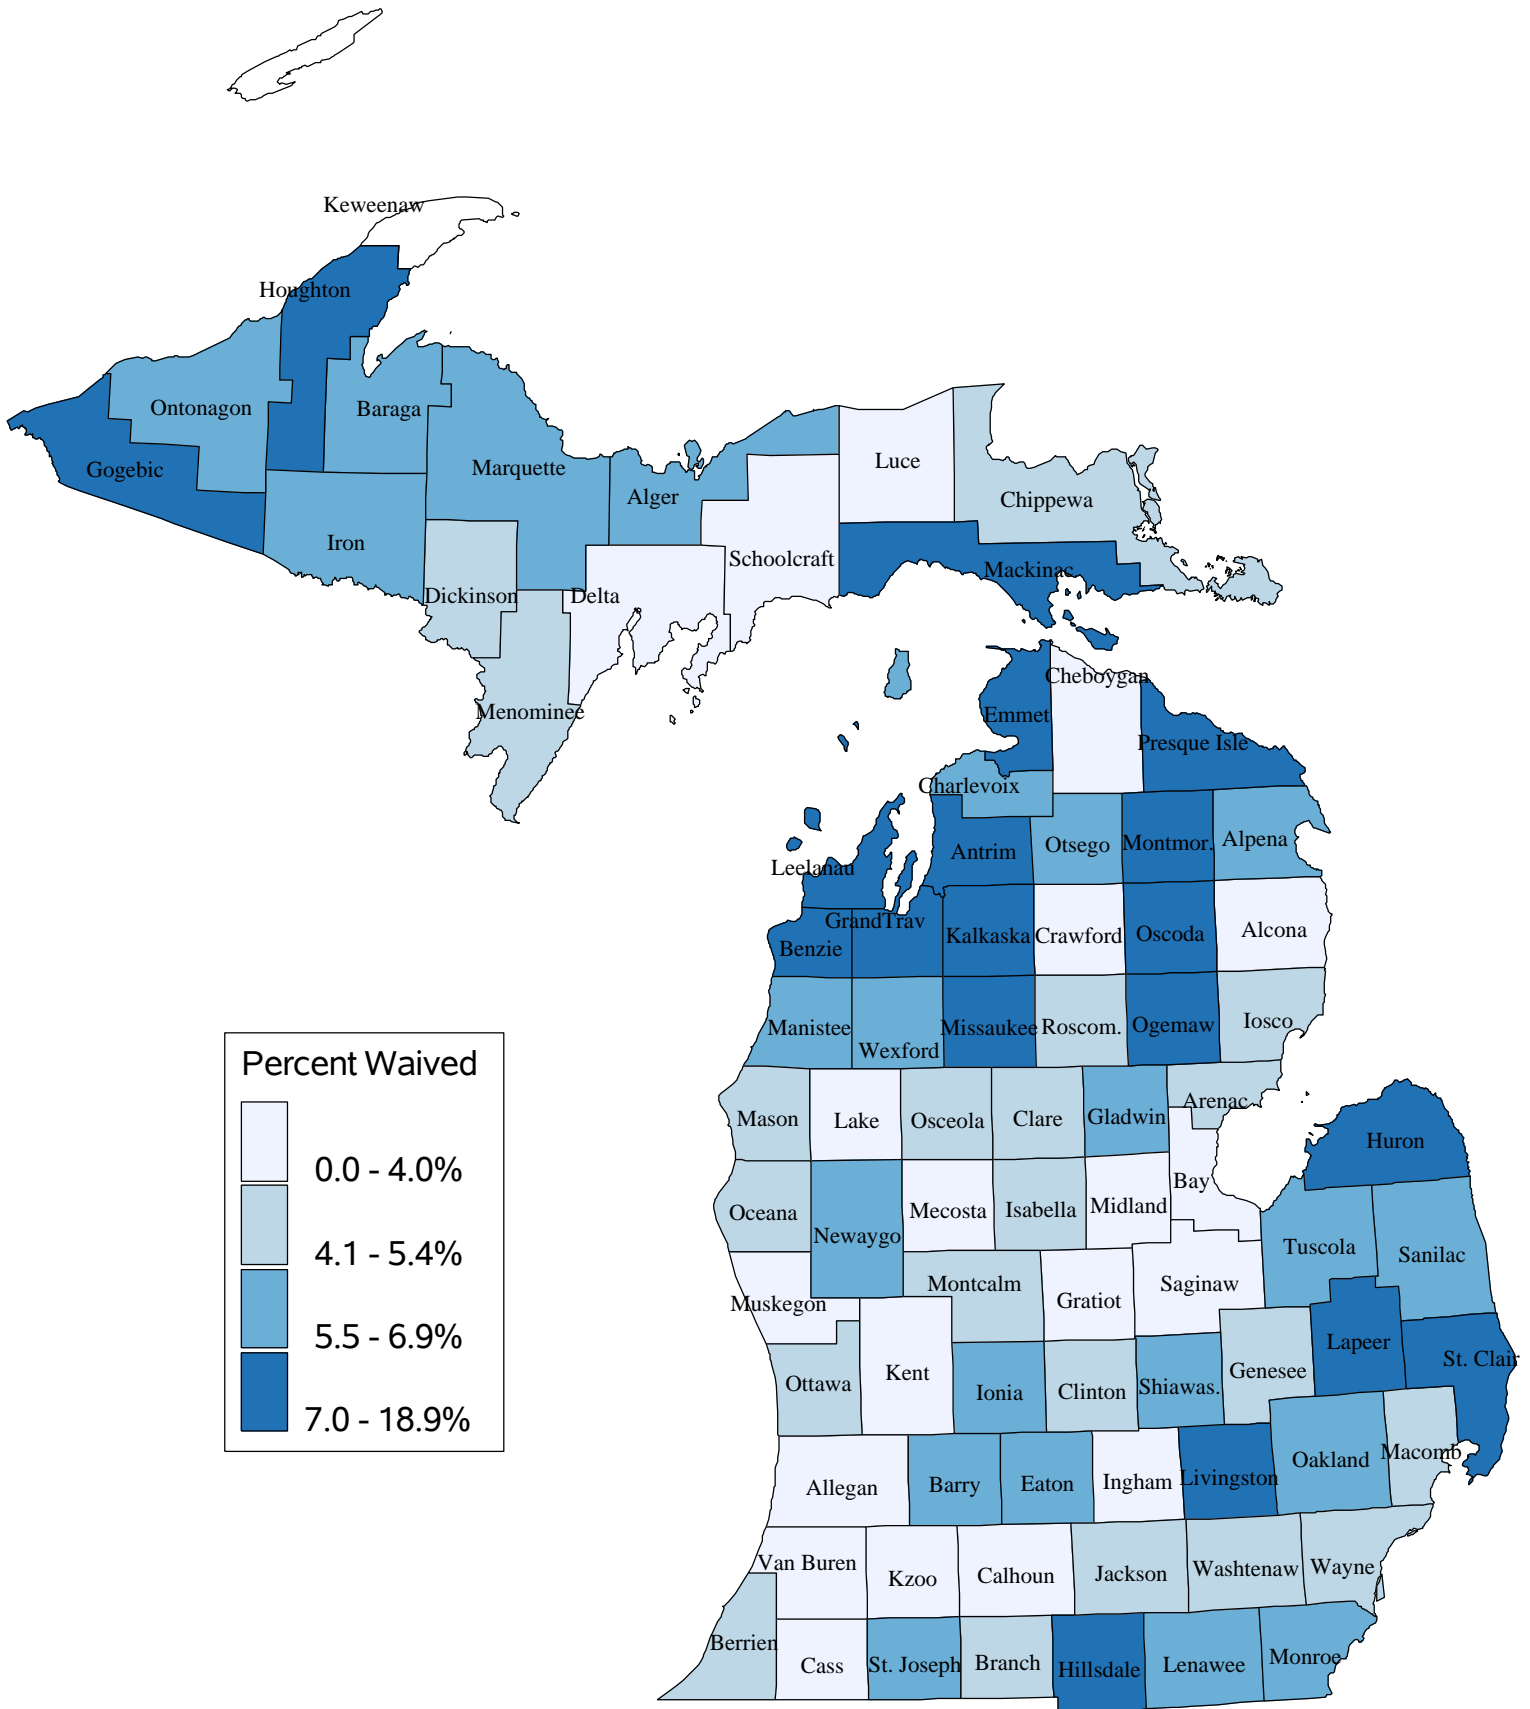 Keweenaw
Houghton
Ontonagon
Baraga
Gogebic
Marquette
Luce
Alger
Chippewa
Iron
Schoolcraft
Mackinac
Dickinson
Delta
Cheboygan
Menominee
Emmet
Presque Isle
Charlevoix
Antrim
Otsego
Montmor.
Alpena
Leelanau
GrandTrav
Benzie
Kalkaska
Crawford
Oscoda
Alcona
Manistee
Wexford
Missaukee
Roscom.
Ogemaw
Iosco
Percent Waived
0.0 - 4.0%
4.1 - 5.4%
5.5 - 6.9%
7.0 - 18.9%
Mason
Lake
Osceola
Clare
Gladwin
Arenac
Huron
Oceana
Newaygo
Mecosta
Isabella
Midland
Bay
Tuscola
Sanilac
Muskegon
Montcalm
Gratiot
Saginaw
Lapeer
St. Clair
Ottawa
Kent
Ionia
Clinton
Shiawas.
Genesee
Allegan
Barry
Eaton
Ingham
Livingston
Oakland
Macomb
Van Buren
Kzoo
Calhoun
Jackson
Washtenaw
Wayne
Berrien
Cass
St. Joseph
Branch
Hillsdale
Lenawee
Monroe